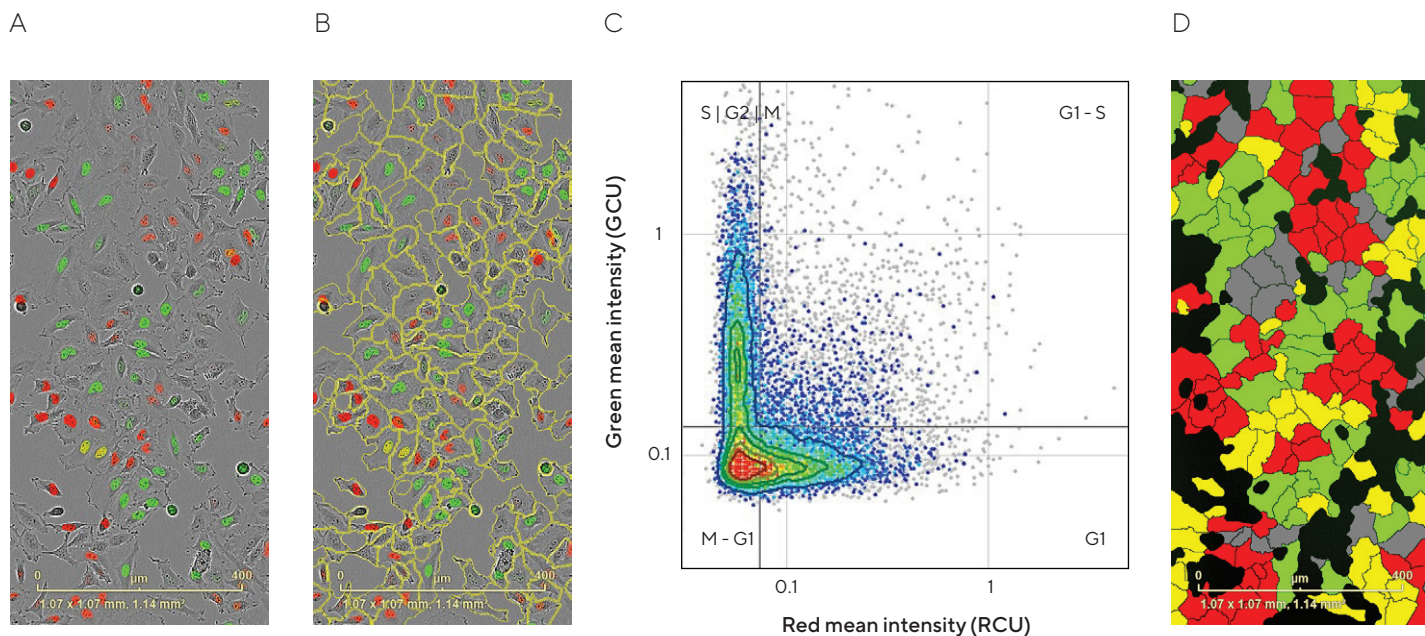 A
B
C
D
0 µm 400
1.07 x 1.07 mm, 1.14 mm²
0 µm 400
1.07 x 1.07 mm, 1.14 mm²
Green mean intensity (GCU)
S | G2 | M
G1 - S
1
0.1
M - G1
G1
0.1
1
Red mean intensity (RCU)
0 µm 400
1.07 x 1.07 mm, 1.14 mm²